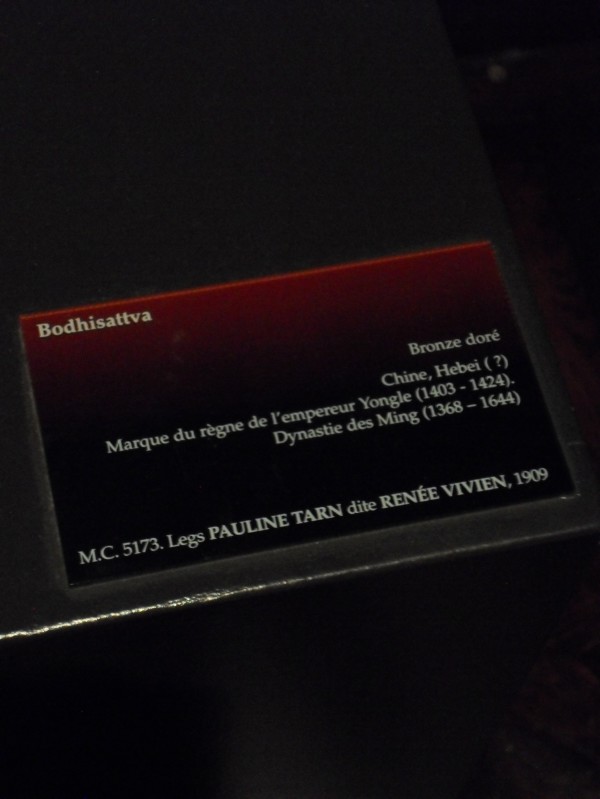 Bodhisattva
Bronze doré
Chine, Hebei ( ?)
Marque du règne de l'empereur Yongle (1403 - 1424).
Dynastie des Ming (1368 – 1644)
M.C. 5173. Legs PAULINE TARN dite RENÉE VIVIEN, 1909